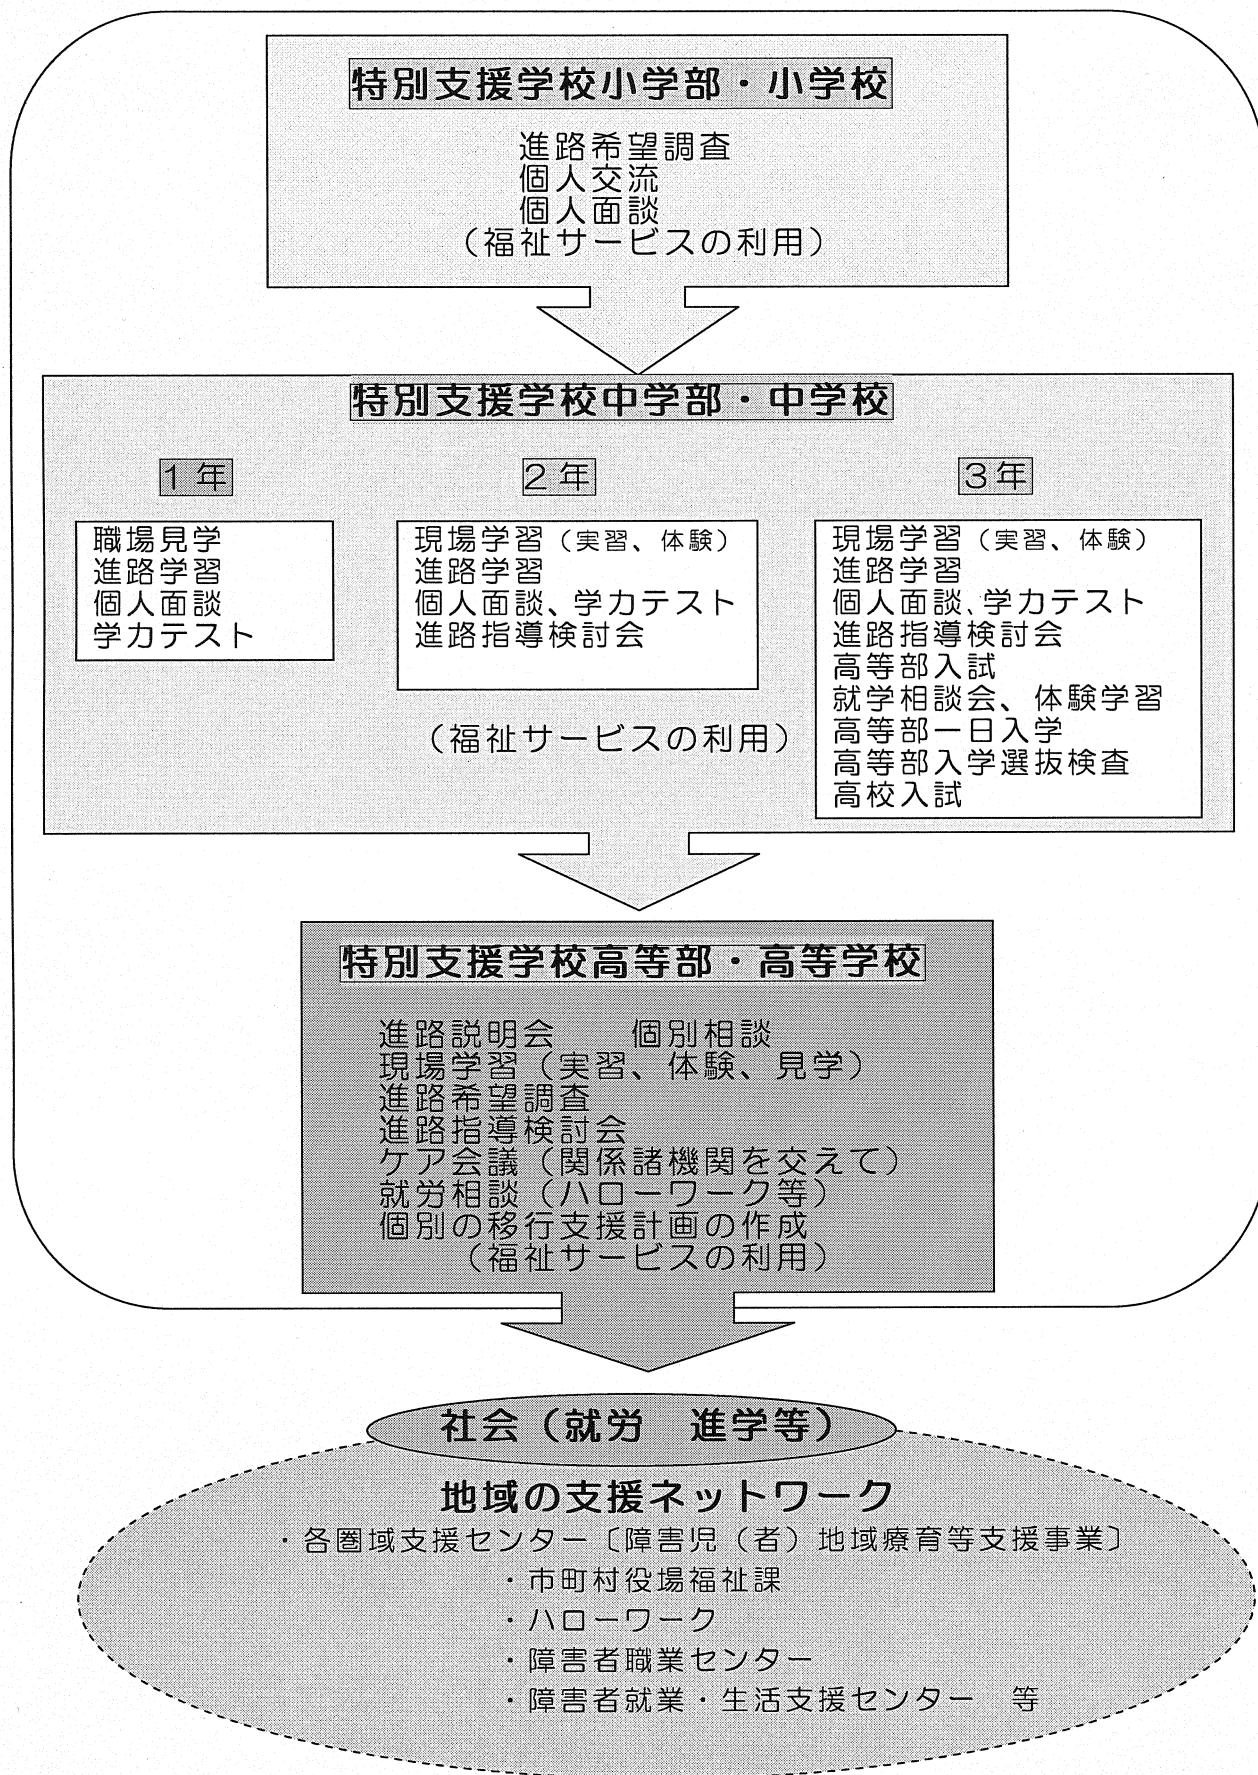 特別支援学校小学部・小学校
進路希望調査
個人交流
個人面談
（福祉サービスの利用）
特別支援学校中学部・中学校
1年
職場見学
進路学習
個人面談
学力テスト
2年
現場学習（実習、体験）
進路学習
個人面談、学力テスト
進路指導検討会
（福祉サービスの利用）
3年
現場学習（実習、体験）
進路学習
個人面談、学力テスト
進路指導検討会
高等部入試
就学相談会、体験学習
高等部一日入学
高等部入学選抜検査
高校入試
特別支援学校高等部・高等学校
進路説明会　　個別相談
現場学習（実習、体験、見学）
進路希望調査
進路指導検討会
ケア会議（関係諸機関を交えて）
就労相談（ハローワーク等）
個別の移行支援計画の作成
（福祉サービスの利用）
社会（就労　進学等）
地域の支援ネットワーク
・各圏域支援センター〔障害児（者）地域療育等支援事業〕
・市町村役場福祉課
・ハローワーク
・障害者職業センター
・障害者就業・生活支援センター　等